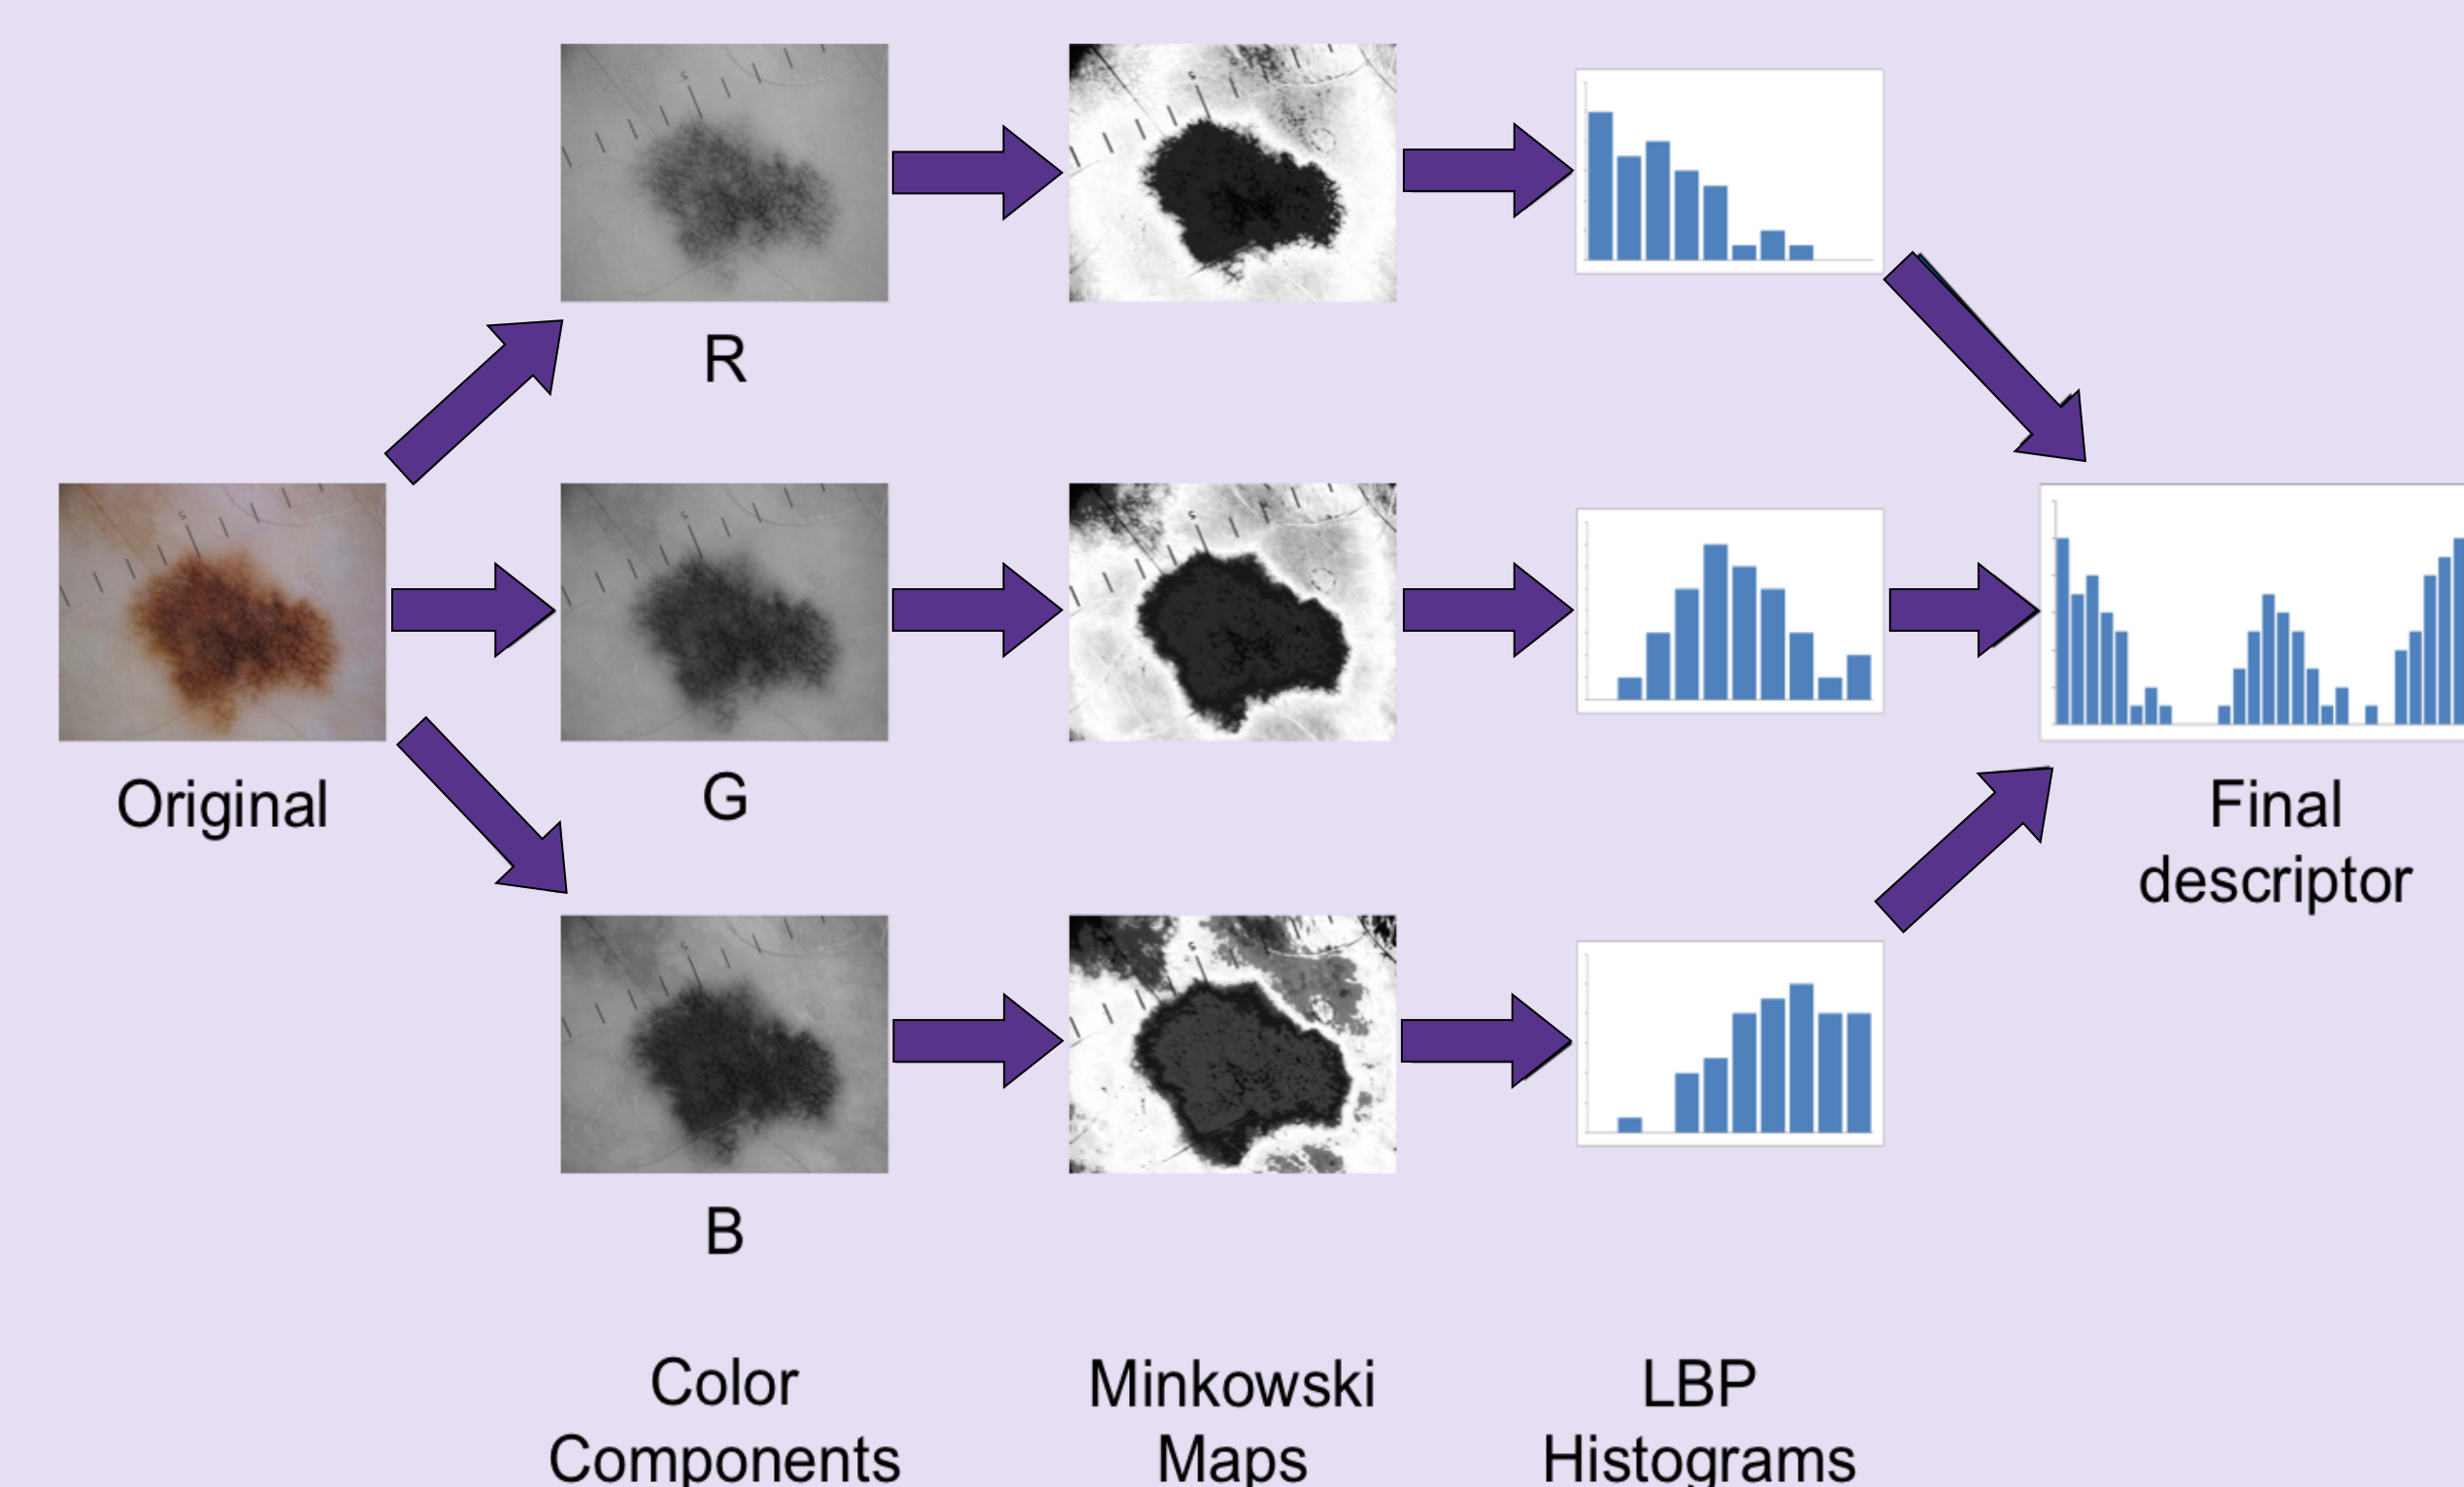 R
Original
G
Final
descriptor
B
Color
Components
Minkowski
Maps
LBP
Histograms